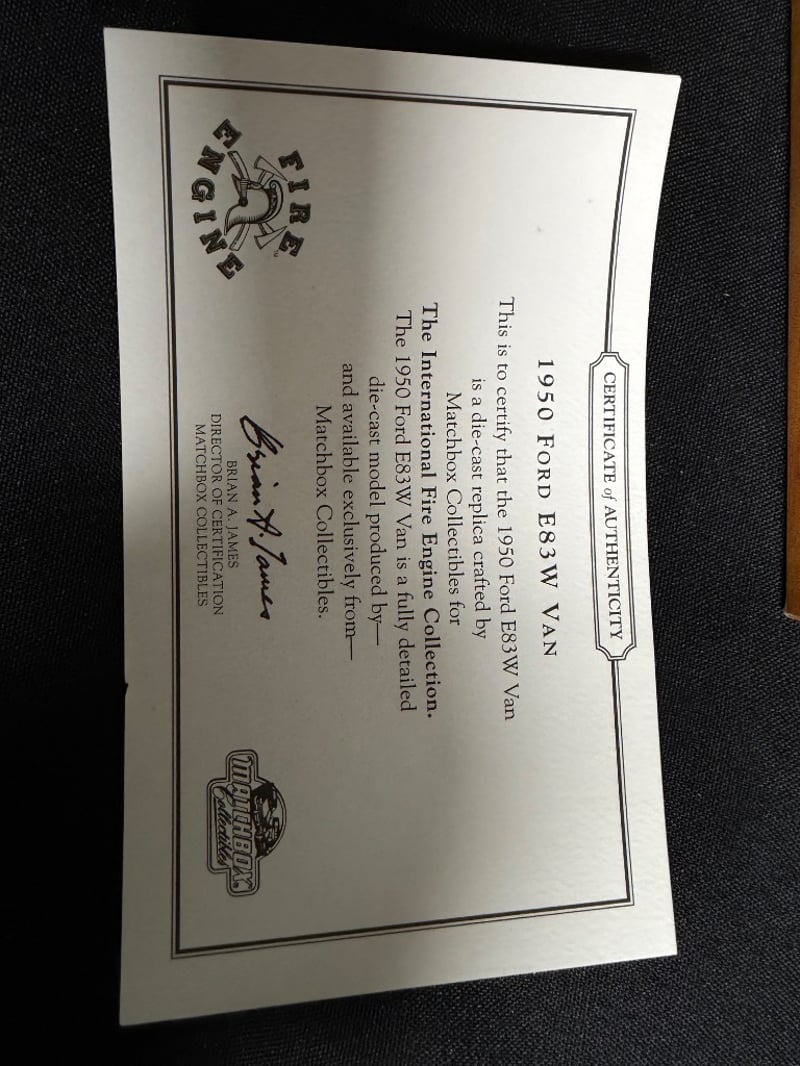 CERTIFICATE of AUTHENTICITY
1950 FORD E83W VAN
This is to certify that the 1950 Ford E83W Van
is a die-cast replica crafted by
Matchbox Collectibles for
The International Fire Engine Collection.
The 1950 Ford E83W Van is a fully detailed
die-cast model produced by—
and available exclusively from—
Matchbox Collectibles.
FIRE
ENGINE
TM
Brian A. James
BRIAN A. JAMES
DIRECTOR OF CERTIFICATION
MATCHBOX COLLECTIBLES
MATCHBOX®
Collectibles